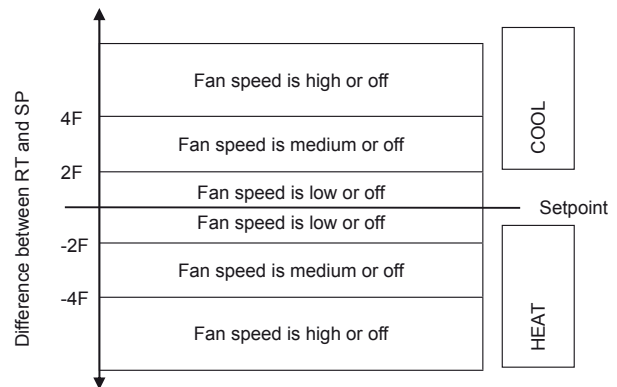 Difference between RT and SP
Fan speed is high or off
4F
Fan speed is medium or off
2F
Fan speed is low or off
Setpoint
Fan speed is low or off
-2F
Fan speed is medium or off
-4F
Fan speed is high or off
COOL
HEAT